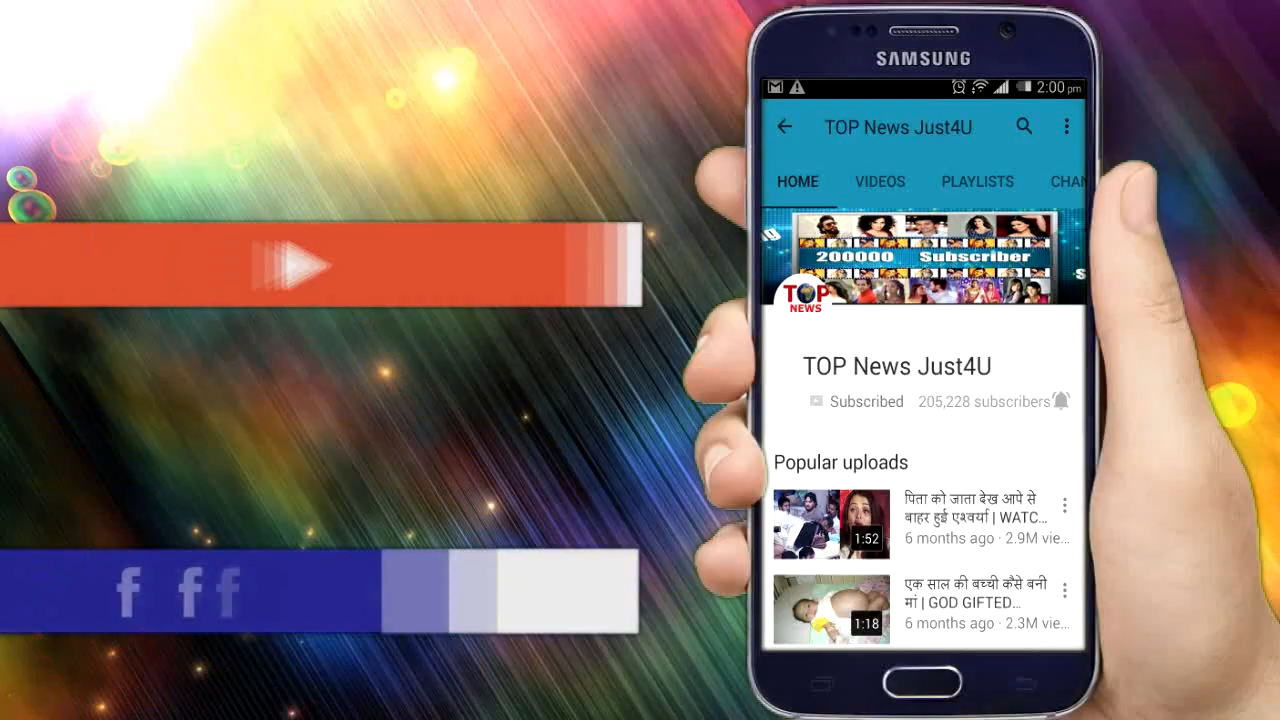 SAMSUNG
2:00 pm
TOP News Just4U
HOME VIDEOS PLAYLISTS CHAN
200000 Subscriber
TOP
NEWS
TOP News Just4U
Subscribed 205,228 subscribers
Popular uploads
पिता को जाता देख आपे से
बाहर हुई एश्वर्या | WATC...
1:52
6 months ago · 2.9M vie...
एक साल की बच्ची कैसे बनी
मां | GOD GIFTED...
1:18
6 months ago · 2.3M vie...
f f f